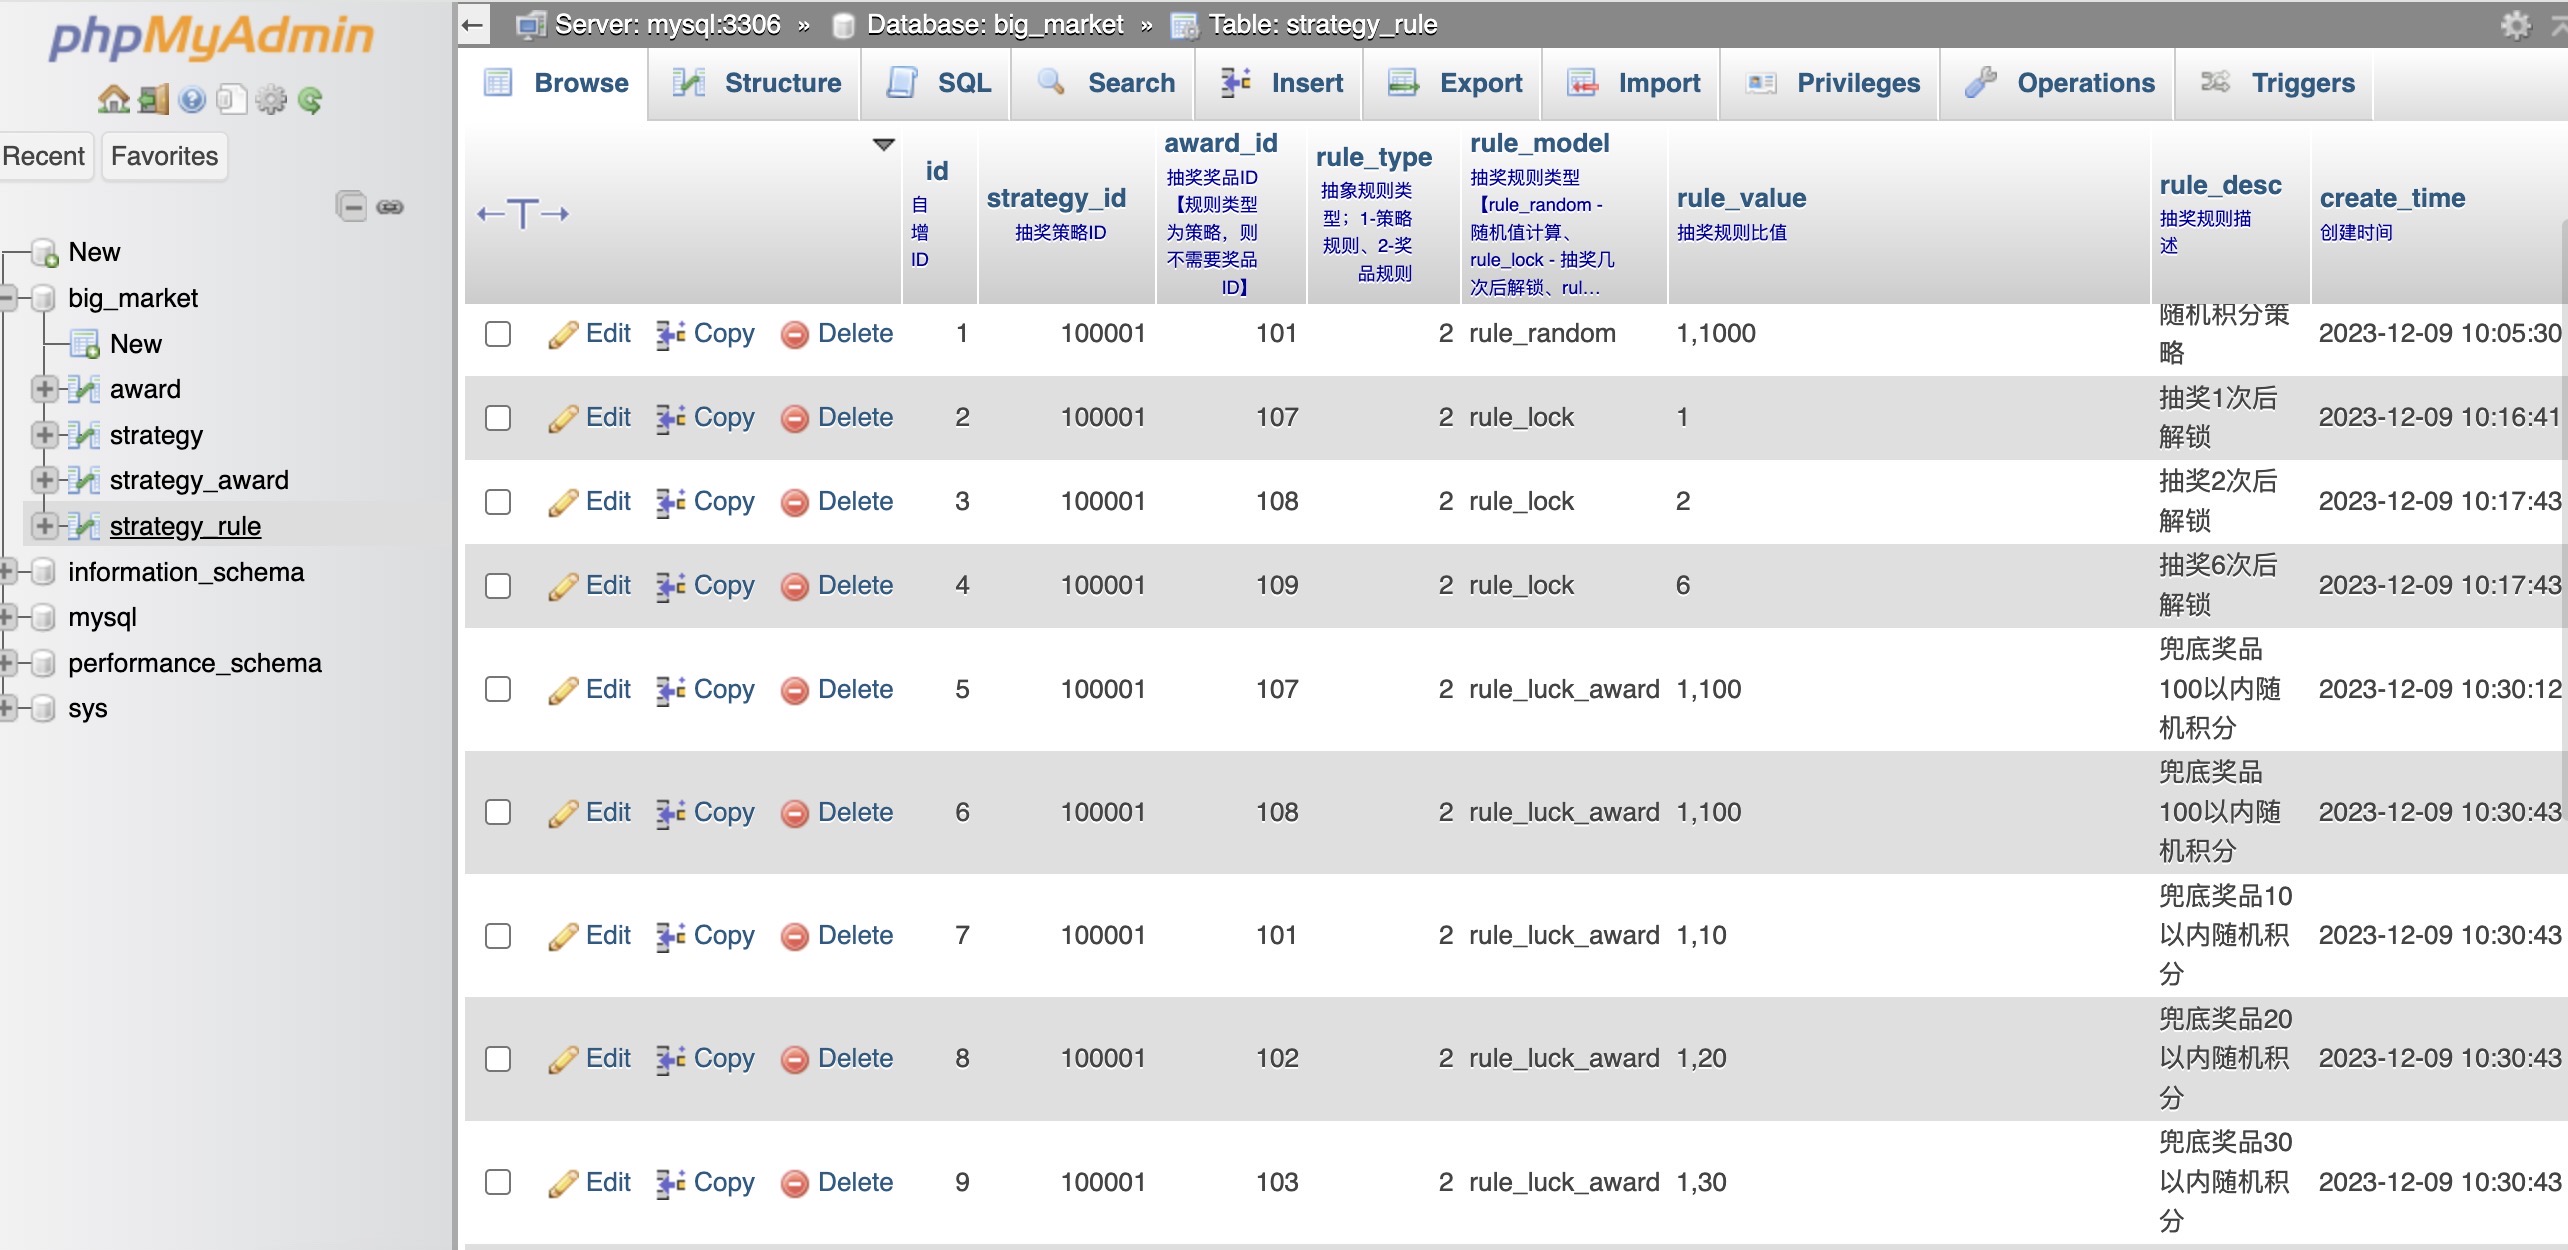 phpMyAdmin
Recent
Favorites
New
big_market
New
award
strategy
strategy_award
strategy_rule
information_schema
mysql
performance_schema
sys
Server: mysql:3306 » Database: big_market » Table: strategy_rule
Browse Structure SQL Search Insert Export Import Privileges Operations Triggers
←T→
id
自
增
ID
strategy_id
抽奖策略ID
award_id
抽奖奖品ID
【规则类型
为策略，则
不需要奖品
ID】
rule_type
抽象规则类
型；1-策略
规则、2-奖
品规则
rule_model
抽奖规则类型
【rule_random -
随机值计算、
rule_lock - 抽奖几
次后解锁、rul...
rule_value
抽奖规则比值
rule_desc
抽奖规则描
述
create_time
创建时间
Edit Copy Delete 1 100001 101 2 rule_random 1,1000
随机积分策
略
2023-12-09 10:05:30
Edit Copy Delete 2 100001 107 2 rule_lock 1
抽奖1次后
解锁
2023-12-09 10:16:41
Edit Copy Delete 3 100001 108 2 rule_lock 2
抽奖2次后
解锁
2023-12-09 10:17:43
Edit Copy Delete 4 100001 109 2 rule_lock 6
抽奖6次后
解锁
2023-12-09 10:17:43
Edit Copy Delete 5 100001 107 2 rule_luck_award 1,100
兜底奖品
100以内随
机积分
2023-12-09 10:30:12
Edit Copy Delete 6 100001 108 2 rule_luck_award 1,100
兜底奖品
100以内随
机积分
2023-12-09 10:30:43
Edit Copy Delete 7 100001 101 2 rule_luck_award 1,10
兜底奖品10
以内随机积
分
2023-12-09 10:30:43
Edit Copy Delete 8 100001 102 2 rule_luck_award 1,20
兜底奖品20
以内随机积
分
2023-12-09 10:30:43
Edit Copy Delete 9 100001 103 2 rule_luck_award 1,30
兜底奖品30
以内随机积
分
2023-12-09 10:30:43